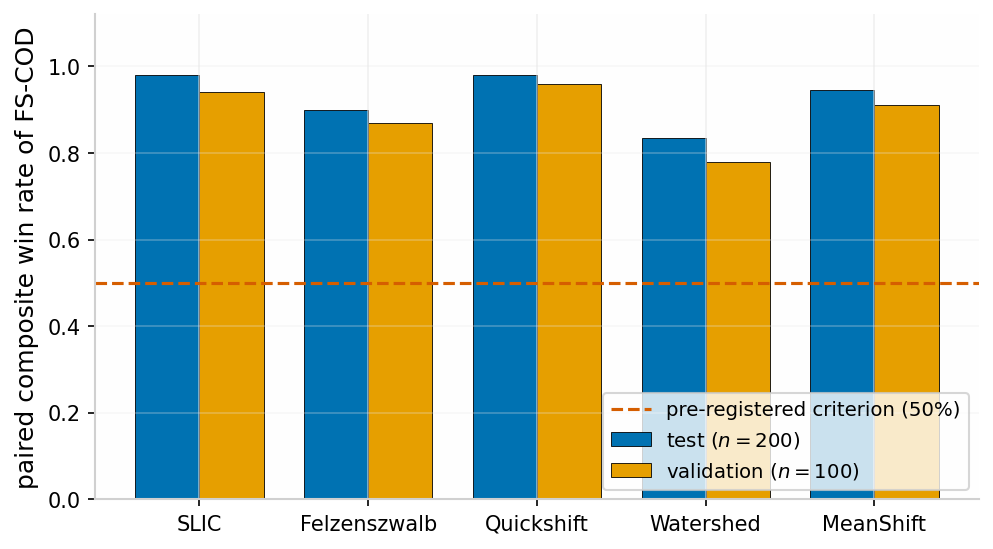 paired composite win rate of FS-COD
1.0
0.8
0.6
0.4
0.2
0.0
pre-registered criterion (50%)
test (n = 200)
validation (n = 100)
SLIC
Felzenszwalb
Quickshift
Watershed
MeanShift